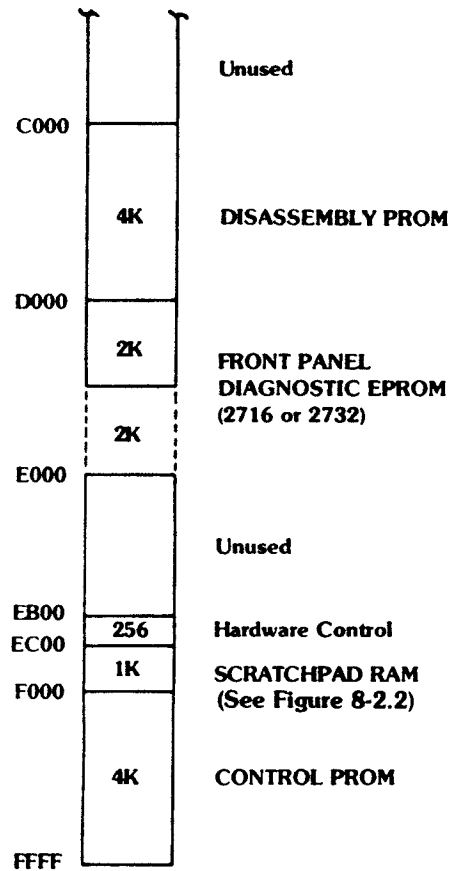 Unused
C000
4K DISASSEMBLY PROM
D000
2K
FRONT PANEL
DIAGNOSTIC EPROM
(2716 or 2732)
2K
E000
Unused
EB00
256 Hardware Control
EC00
1K SCRATCHPAD RAM
(See Figure 8-2.2)
F000
4K CONTROL PROM
FFFF